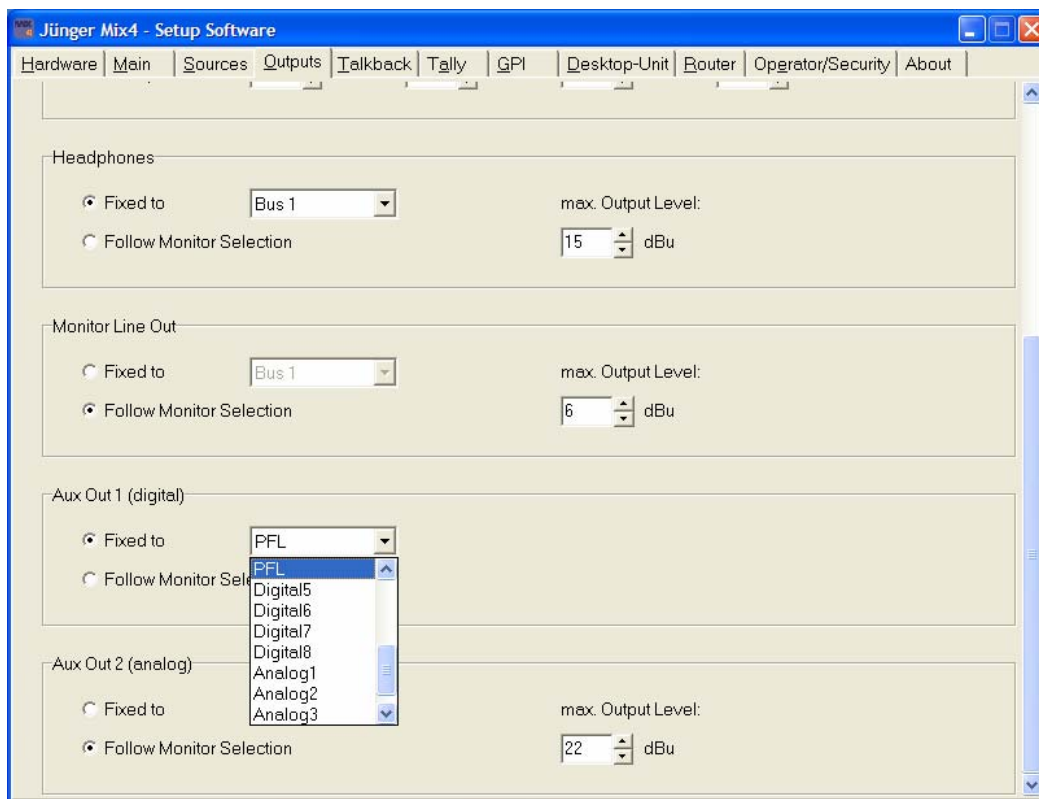 Jünger Mix4 - Setup Software
Hardware Main Sources Outputs Talkback Tally GPI Desktop-Unit Router Operator/Security About
Headphones
Fixed to Bus 1 max. Output Level:
Follow Monitor Selection 15 dBu
Monitor Line Out
Fixed to Bus 1 max. Output Level:
Follow Monitor Selection 6 dBu
Aux Out 1 (digital)
Fixed to PFL
PFL
Follow Monitor Sele Digital5
Digital6
Digital7
Digital8
Aux Out 2 (analog) Analog1
Analog2
Fixed to Analog3 max. Output Level:
Follow Monitor Selection 22 dBu